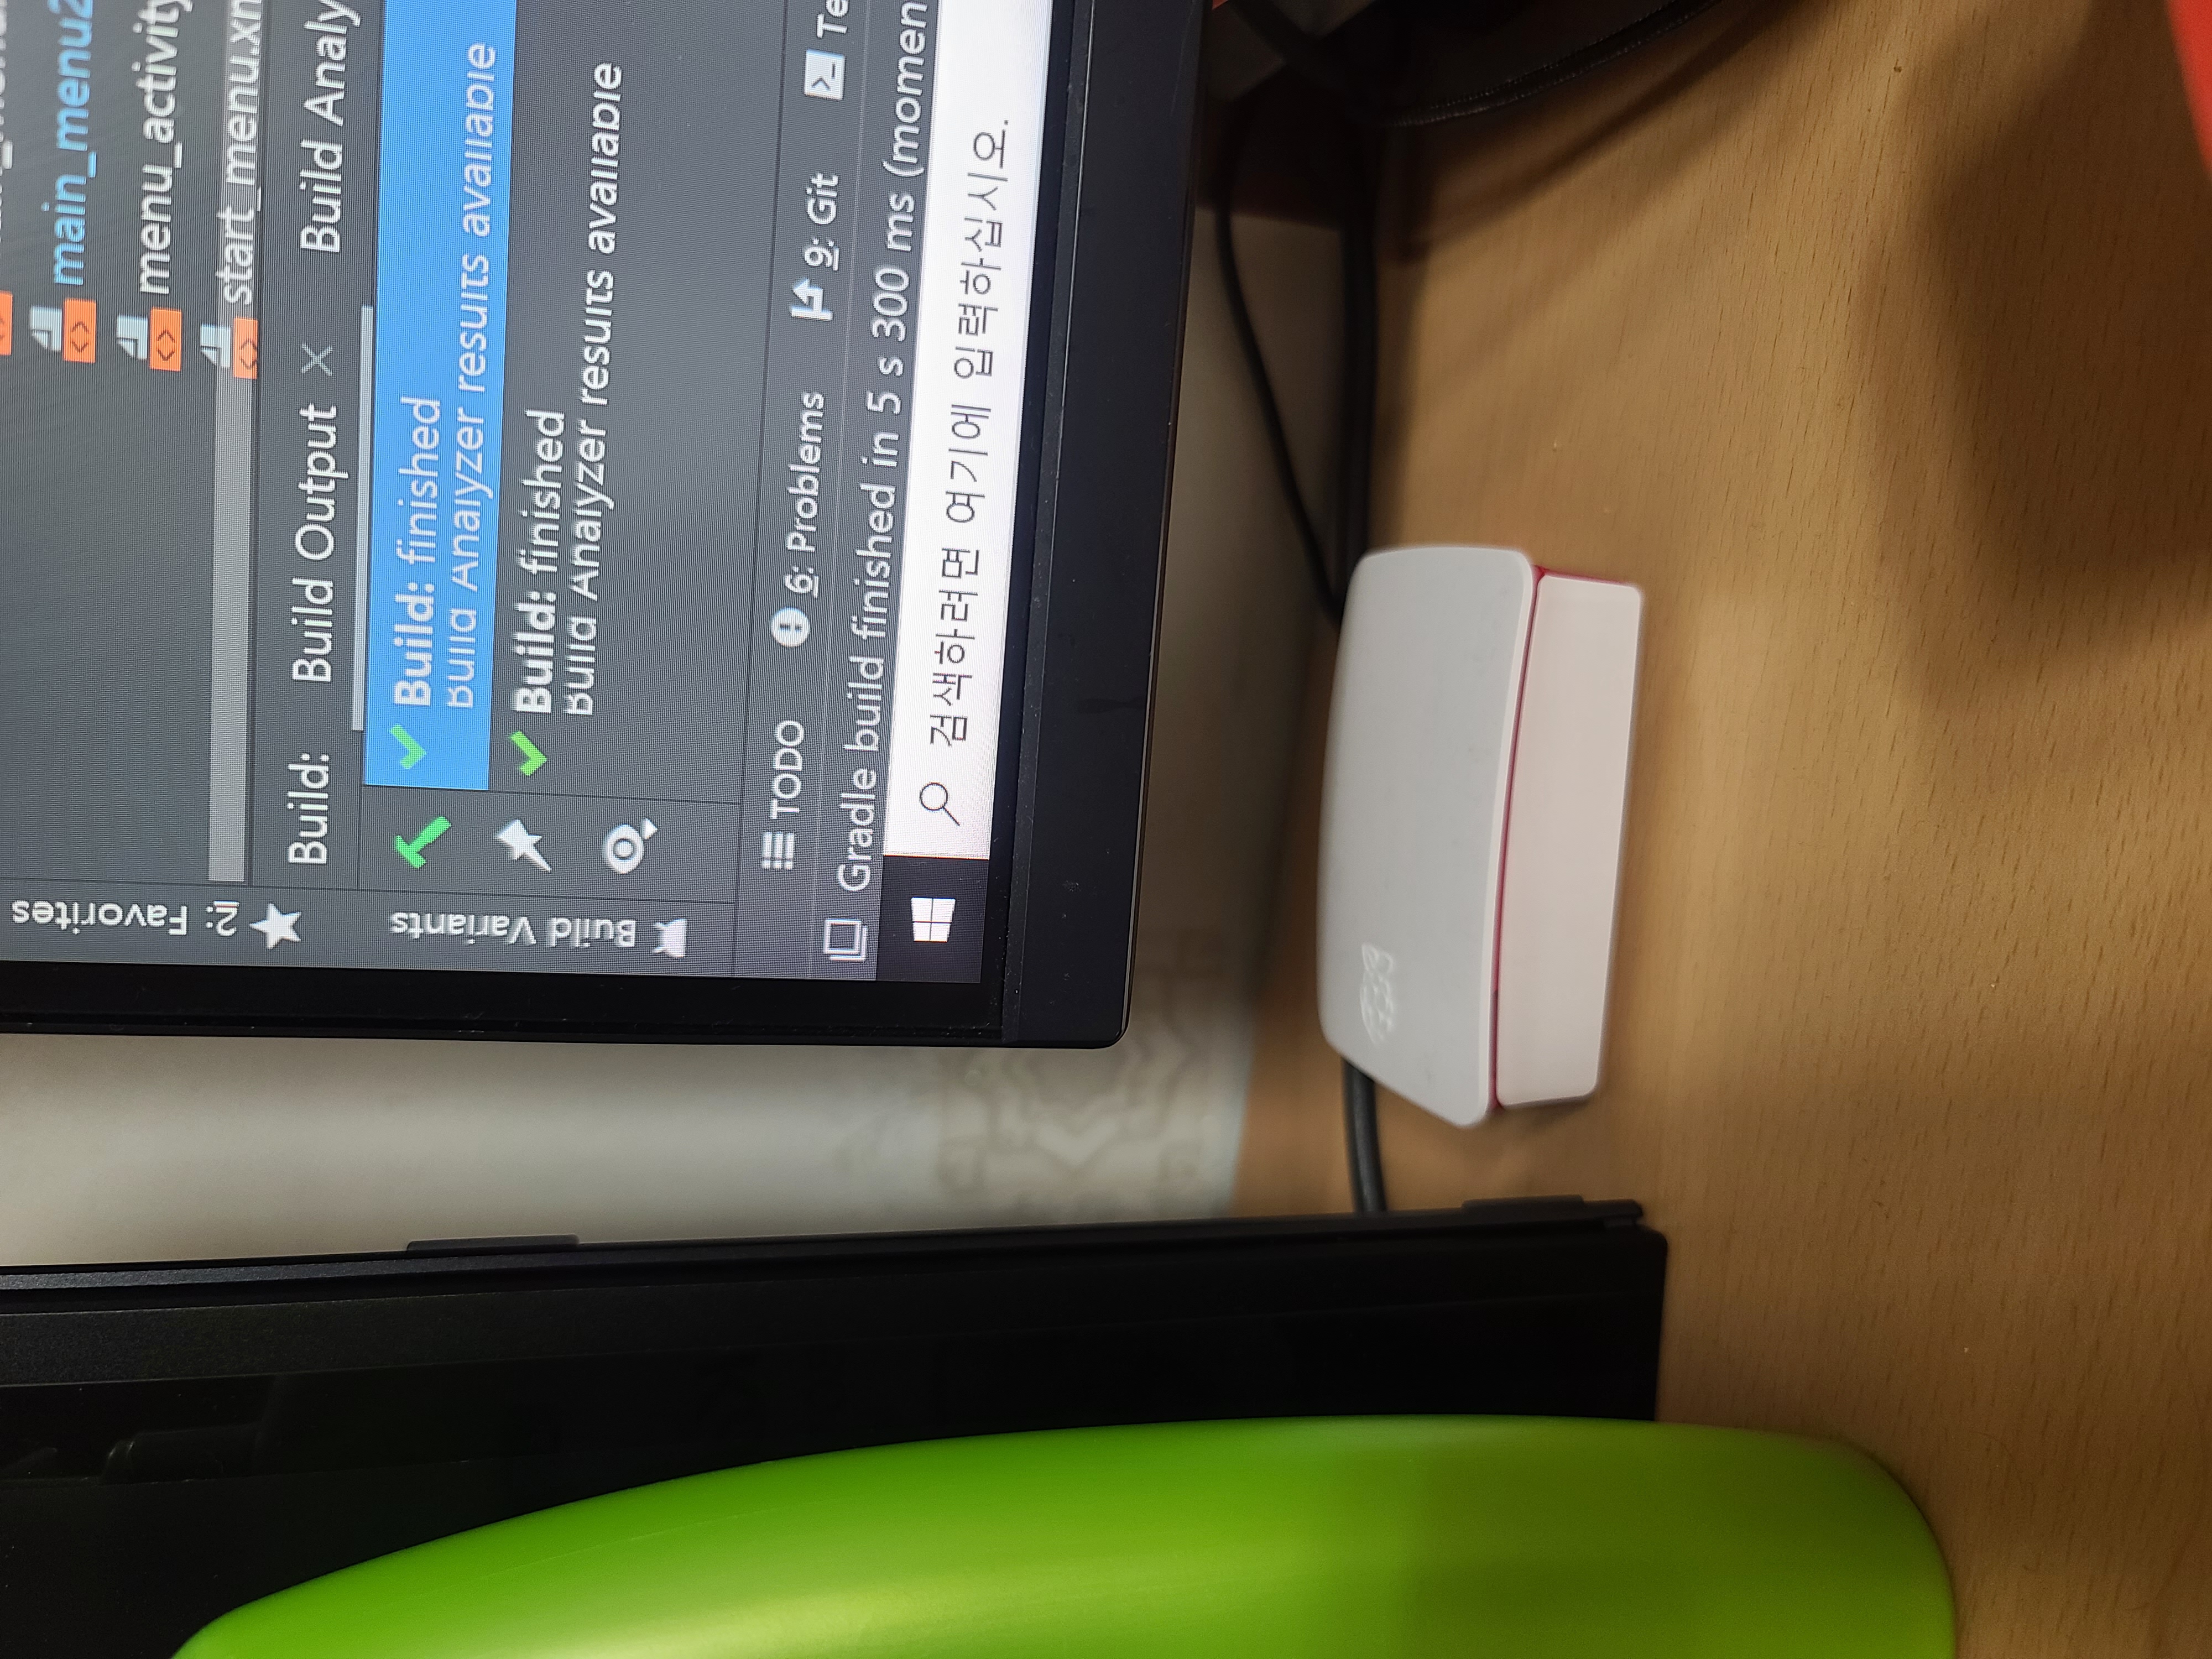 main_menu2
menu_activity
start_menu.xm
2: Favorites
Build: Build Output Build Analy
Build: finished
Build Analyzer results available
Build: finished
Build Analyzer results available
Build Variants
TODO 6: Problems 9: Git Te
Gradle build finished in 5 s 300 ms (momen
검색하려면 여기에 입력하십시오.